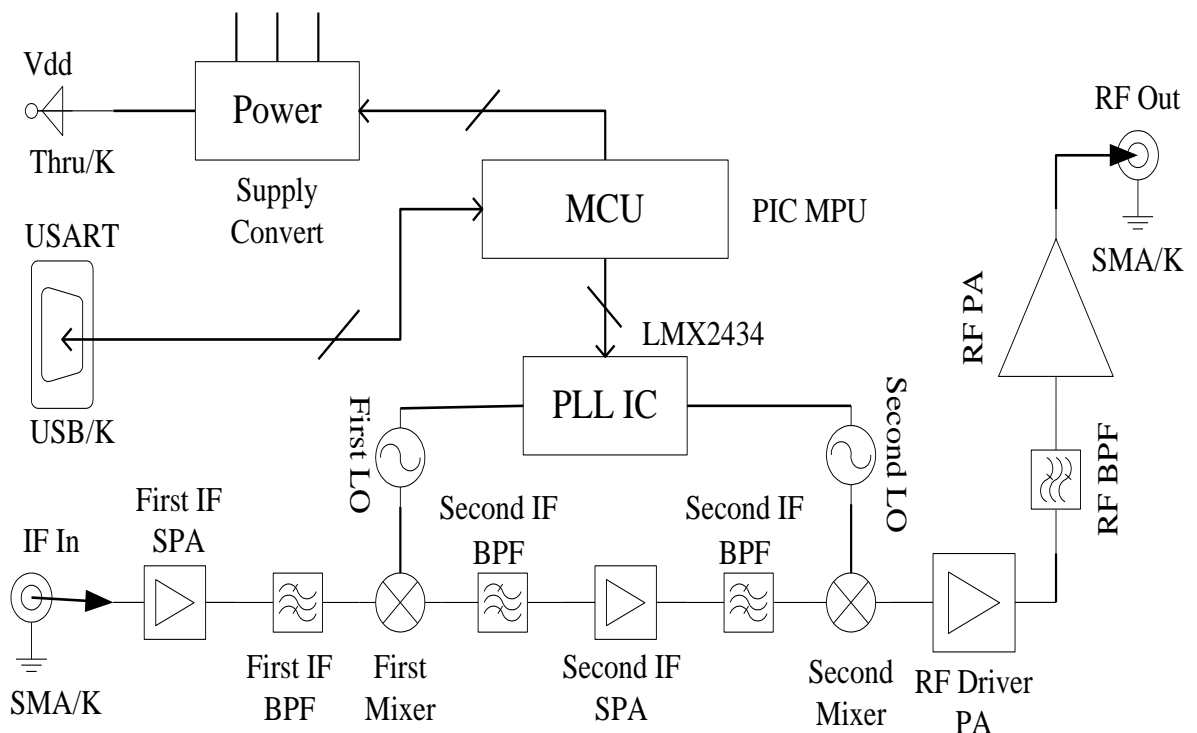 Vdd
Power
RF Out
Thru/K
Supply
Convert
MCU
PIC MPU
USART
SMA/K
LMX2434
RF PA
PLL IC
USB/K
First LO
Second LO
RF BPF
First IF
SPA
Second IF
BPF
Second IF
BPF
IF In
First IF
BPF
First
Mixer
Second IF
SPA
Second
Mixer
RF Driver
PA
SMA/K